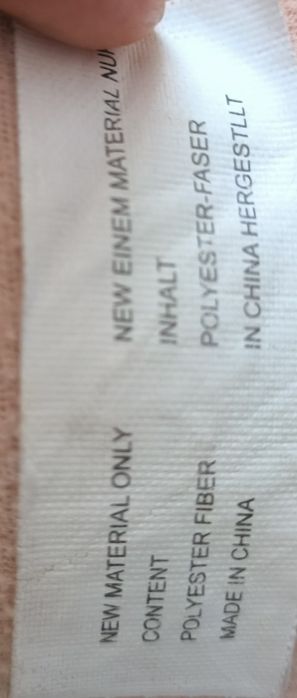 NEW MATERIAL ONLY
CONTENT
POLYESTER FIBER
MADE IN CHINA
NEW EINEM MATERIAL
INHALT
POLYESTER-FASER
IN CHINA HERGESTLLT